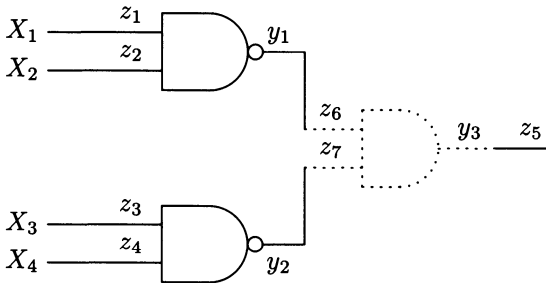 X₁ z₁
y₁
X₂ z₂
z₆
y₃ z₅
z₇
X₃ z₃
X₄ z₄
y₂